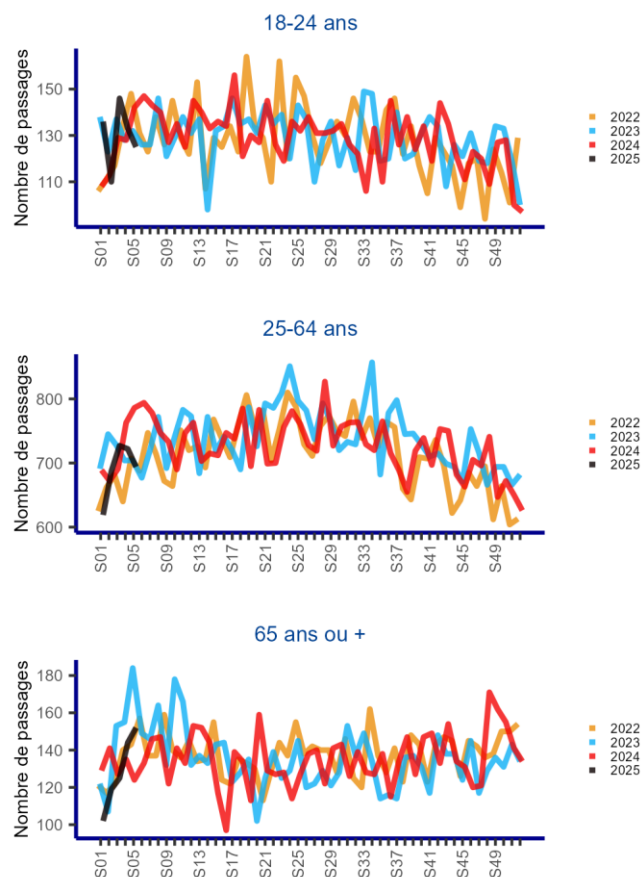 18-24 ans
Nombre de passages
150
130
110
S01
S05
S09
S13
S17
S21
S25
S29
S33
S37
S41
S45
S49
2022
2023
2024
2025
25-64 ans
Nombre de passages
800
700
600
S01
S05
S09
S13
S17
S21
S25
S29
S33
S37
S41
S45
S49
2022
2023
2024
2025
65 ans ou +
Nombre de passages
180
160
140
120
100
S01
S05
S09
S13
S17
S21
S25
S29
S33
S37
S41
S45
S49
2022
2023
2024
2025